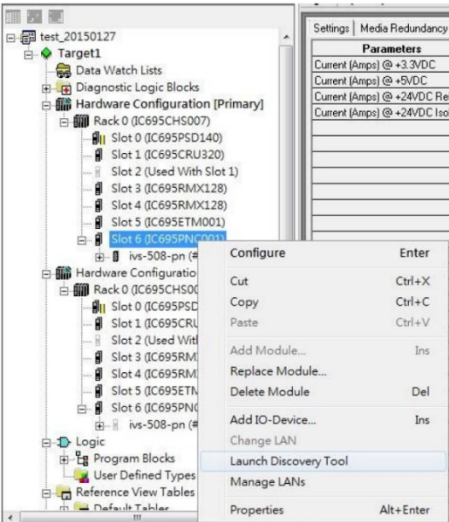 test_20150127
Target1
Data Watch Lists
Diagnostic Logic Blocks
Hardware Configuration [Primary]
Rack 0 (IC695CHS007)
Slot 0 (IC695PSD140)
Slot 1 (IC695CRU320)
Slot 2 (Used With Slot 1)
Slot 3 (IC695RMX128)
Slot 4 (IC695RMX128)
Slot 5 (IC695ETM001)
Slot 6 (IC695PNC001)
ivs-508-pn (#
Hardware Configuratio
Rack 0 (IC695CHS00
Slot 0 (IC695PSD
Slot 1 (IC695CRU
Slot 2 (Used Wit
Slot 3 (IC695RM
Slot 4 (IC695RM
Slot 5 (IC695ETN
Slot 6 (IC695PNC
ivs-508-pn (#
Logic
Program Blocks
User Defined Types
Reference View Tables
Default Tables
Settings Media Redundancy
Parameters
Current (Amps) @ +3.3VDC
Current (Amps) @ +5VDC
Current (Amps) @ +24VDC Re
Current (Amps) @ +24VDC Iso
Configure Enter
Cut Ctrl+X
Copy Ctrl+C
Paste Ctrl+V
Add Module... Ins
Replace Module...
Delete Module Del
Add IO-Device... Ins
Change LAN
Launch Discovery Tool
Manage LANs
Properties Alt+Enter